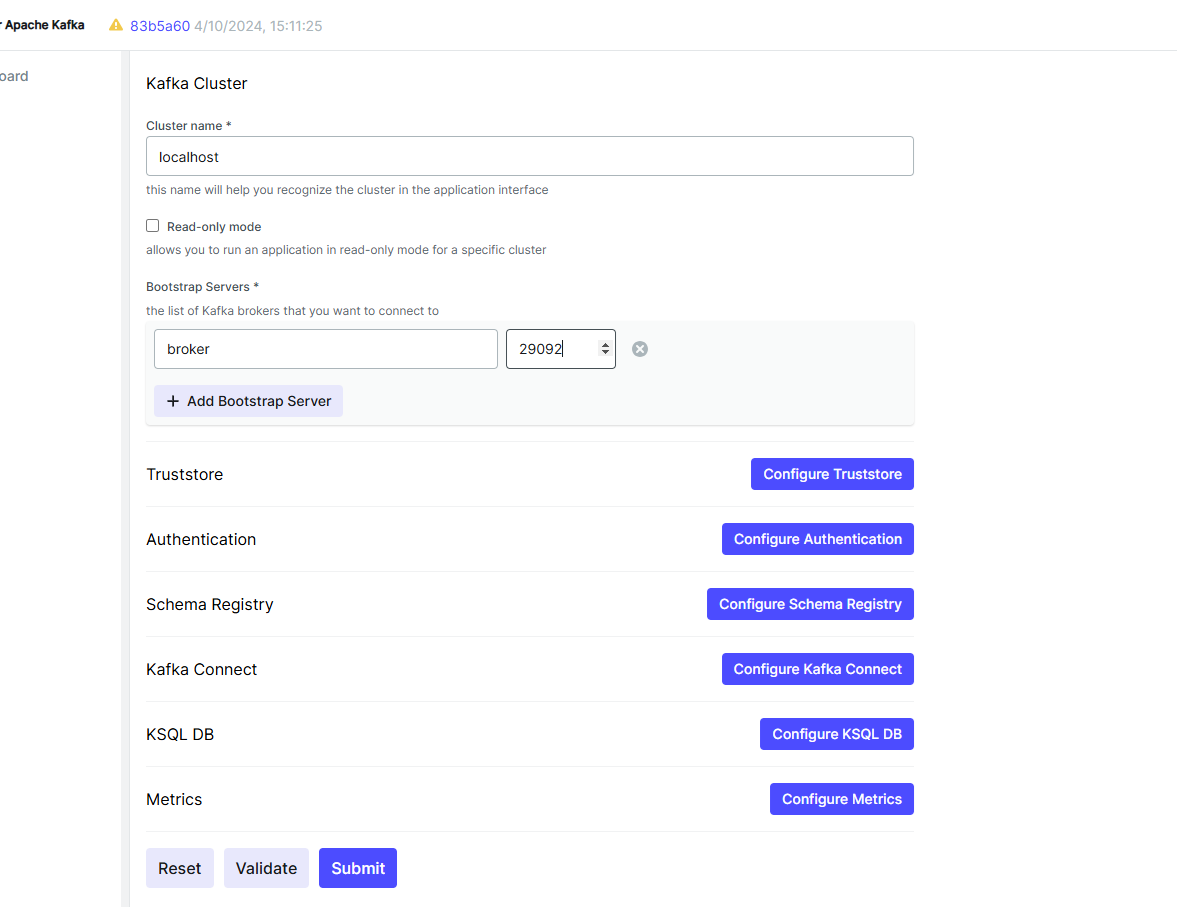 r Apache Kafka 83b5a60 4/10/2024, 15:11:25
oard
Kafka Cluster
Cluster name *
localhost
this name will help you recognize the cluster in the application interface
Read-only mode
allows you to run an application in read-only mode for a specific cluster
Bootstrap Servers *
the list of Kafka brokers that you want to connect to
broker 29092
+ Add Bootstrap Server
Truststore Configure Truststore
Authentication Configure Authentication
Schema Registry Configure Schema Registry
Kafka Connect Configure Kafka Connect
KSQL DB Configure KSQL DB
Metrics Configure Metrics
Reset Validate Submit